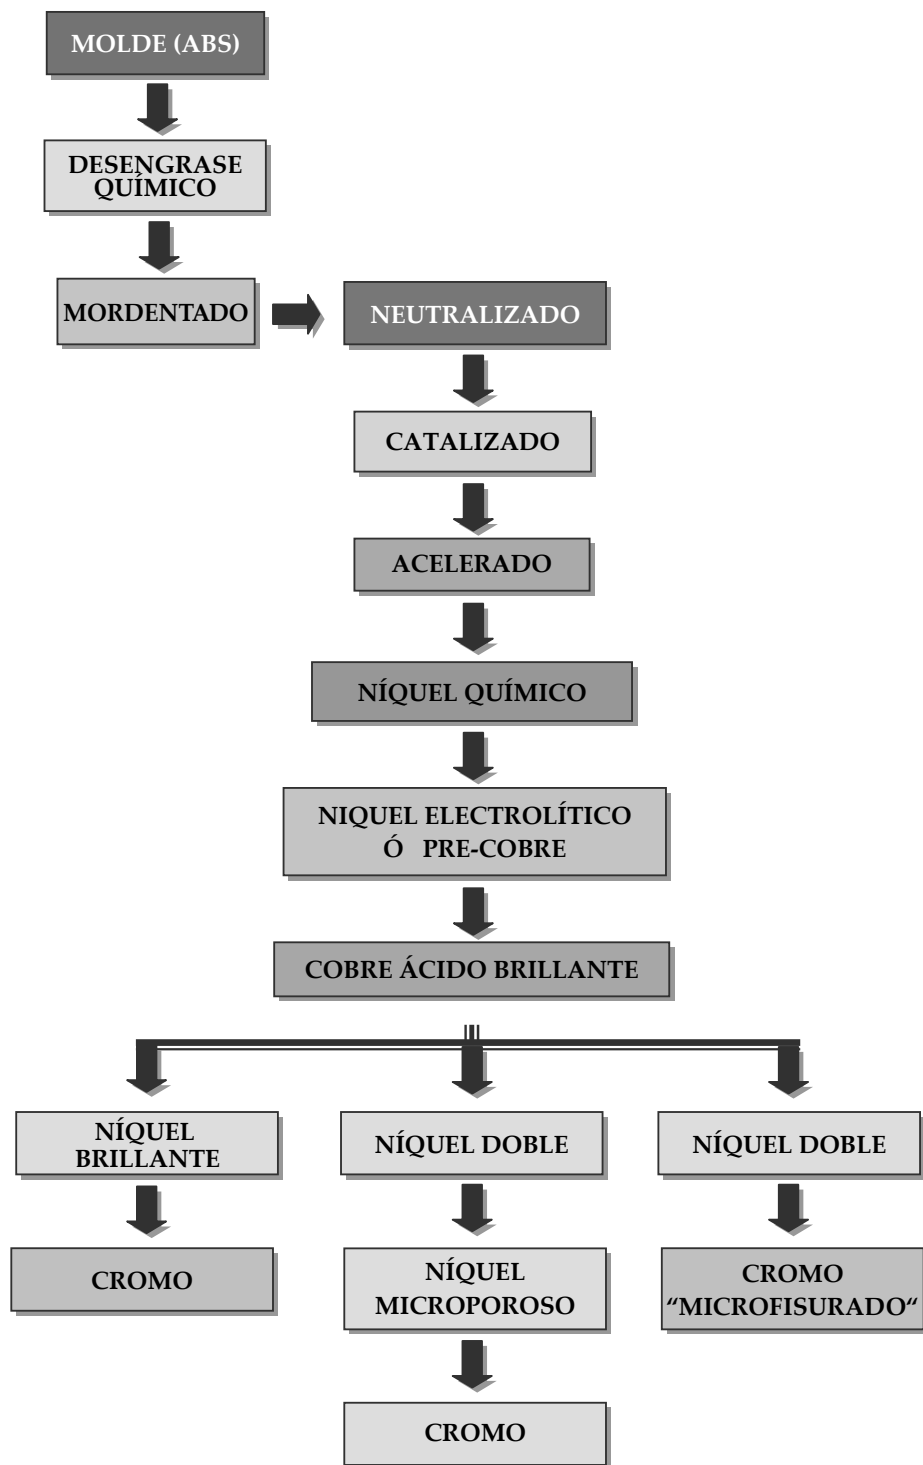 MOLDE (ABS)
DESENGRASE
QUÍMICO
MORDENTADO
NEUTRALIZADO
CATALIZADO
ACELERADO
NÍQUEL QUÍMICO
NIQUEL ELECTROLÍTICO
Ó PRE-COBRE
COBRE ÁCIDO BRILLANTE
NÍQUEL
BRILLANTE
CROMO
NÍQUEL DOBLE
NÍQUEL
MICROPOROSO
CROMO
NÍQUEL DOBLE
CROMO
“MICROFISURADO“